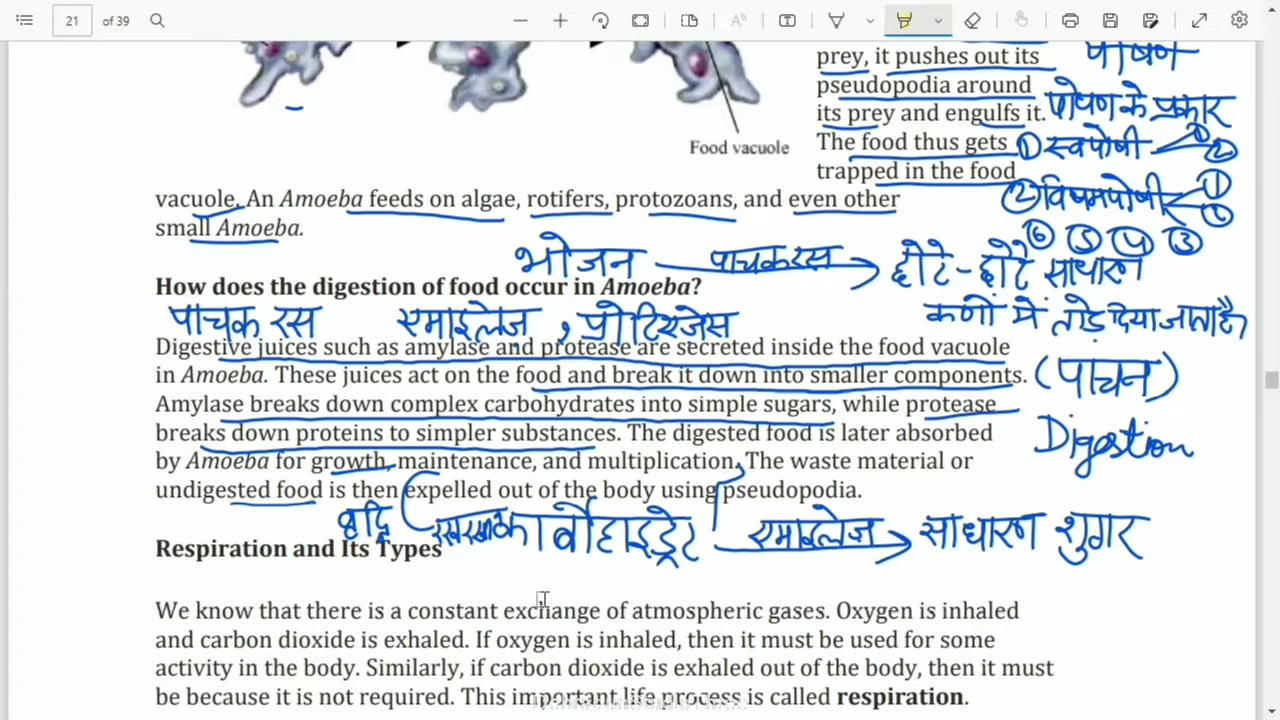 21 of 39
पोषण
prey, it pushes out its
pseudopodia around
its prey and engulfs it.
The food thus gets
trapped in the food
पोषण के प्रकार
① स्वपोषी ① ②
② विषमपोषी ①
⑥ ⑤ ④ ③
Food vacuole
vacuole. An Amoeba feeds on algae, rotifers, protozoans, and even other
small Amoeba.
भोजन पाचक रस छोटे-छोटे साधारण
कणों में तोड़ दिया जाता है,
How does the digestion of food occur in Amoeba?
पाचक रस एमाइलेज, प्रोटिएजेस
Digestive juices such as amylase and protease are secreted inside the food vacuole
in Amoeba. These juices act on the food and break it down into smaller components.
(पाचन)
Amylase breaks down complex carbohydrates into simple sugars, while protease
breaks down proteins to simpler substances. The digested food is later absorbed
Digestion
by Amoeba for growth, maintenance, and multiplication. The waste material or
undigested food is then expelled out of the body using pseudopodia.
कार्बोहाइड्रेट एमाइलेज साधारण शुगर
Respiration and Its Types
We know that there is a constant exchange of atmospheric gases. Oxygen is inhaled
and carbon dioxide is exhaled. If oxygen is inhaled, then it must be used for some
activity in the body. Similarly, if carbon dioxide is exhaled out of the body, then it must
be because it is not required. This important life process is called respiration.